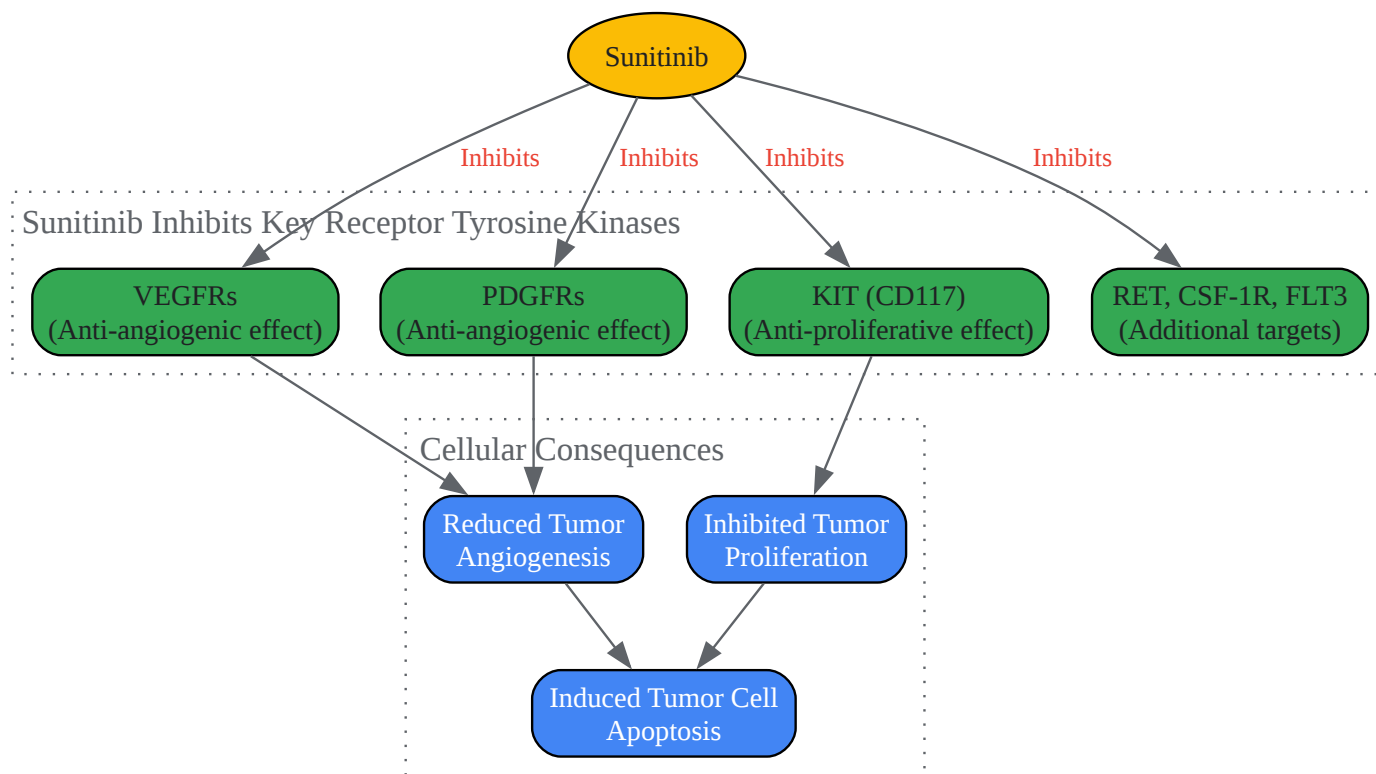 Sunitinib
Inhibits
Inhibits
Inhibits
Inhibits
Sunitinib Inhibits Key Receptor Tyrosine Kinases
VEGFRs
(Anti-angiogenic effect)
PDGFRs
(Anti-angiogenic effect)
KIT (CD117)
(Anti-proliferative effect)
RET, CSF-1R, FLT3
(Additional targets)
Cellular Consequences
Reduced Tumor
Angiogenesis
Inhibited Tumor
Proliferation
Induced Tumor Cell
Apoptosis